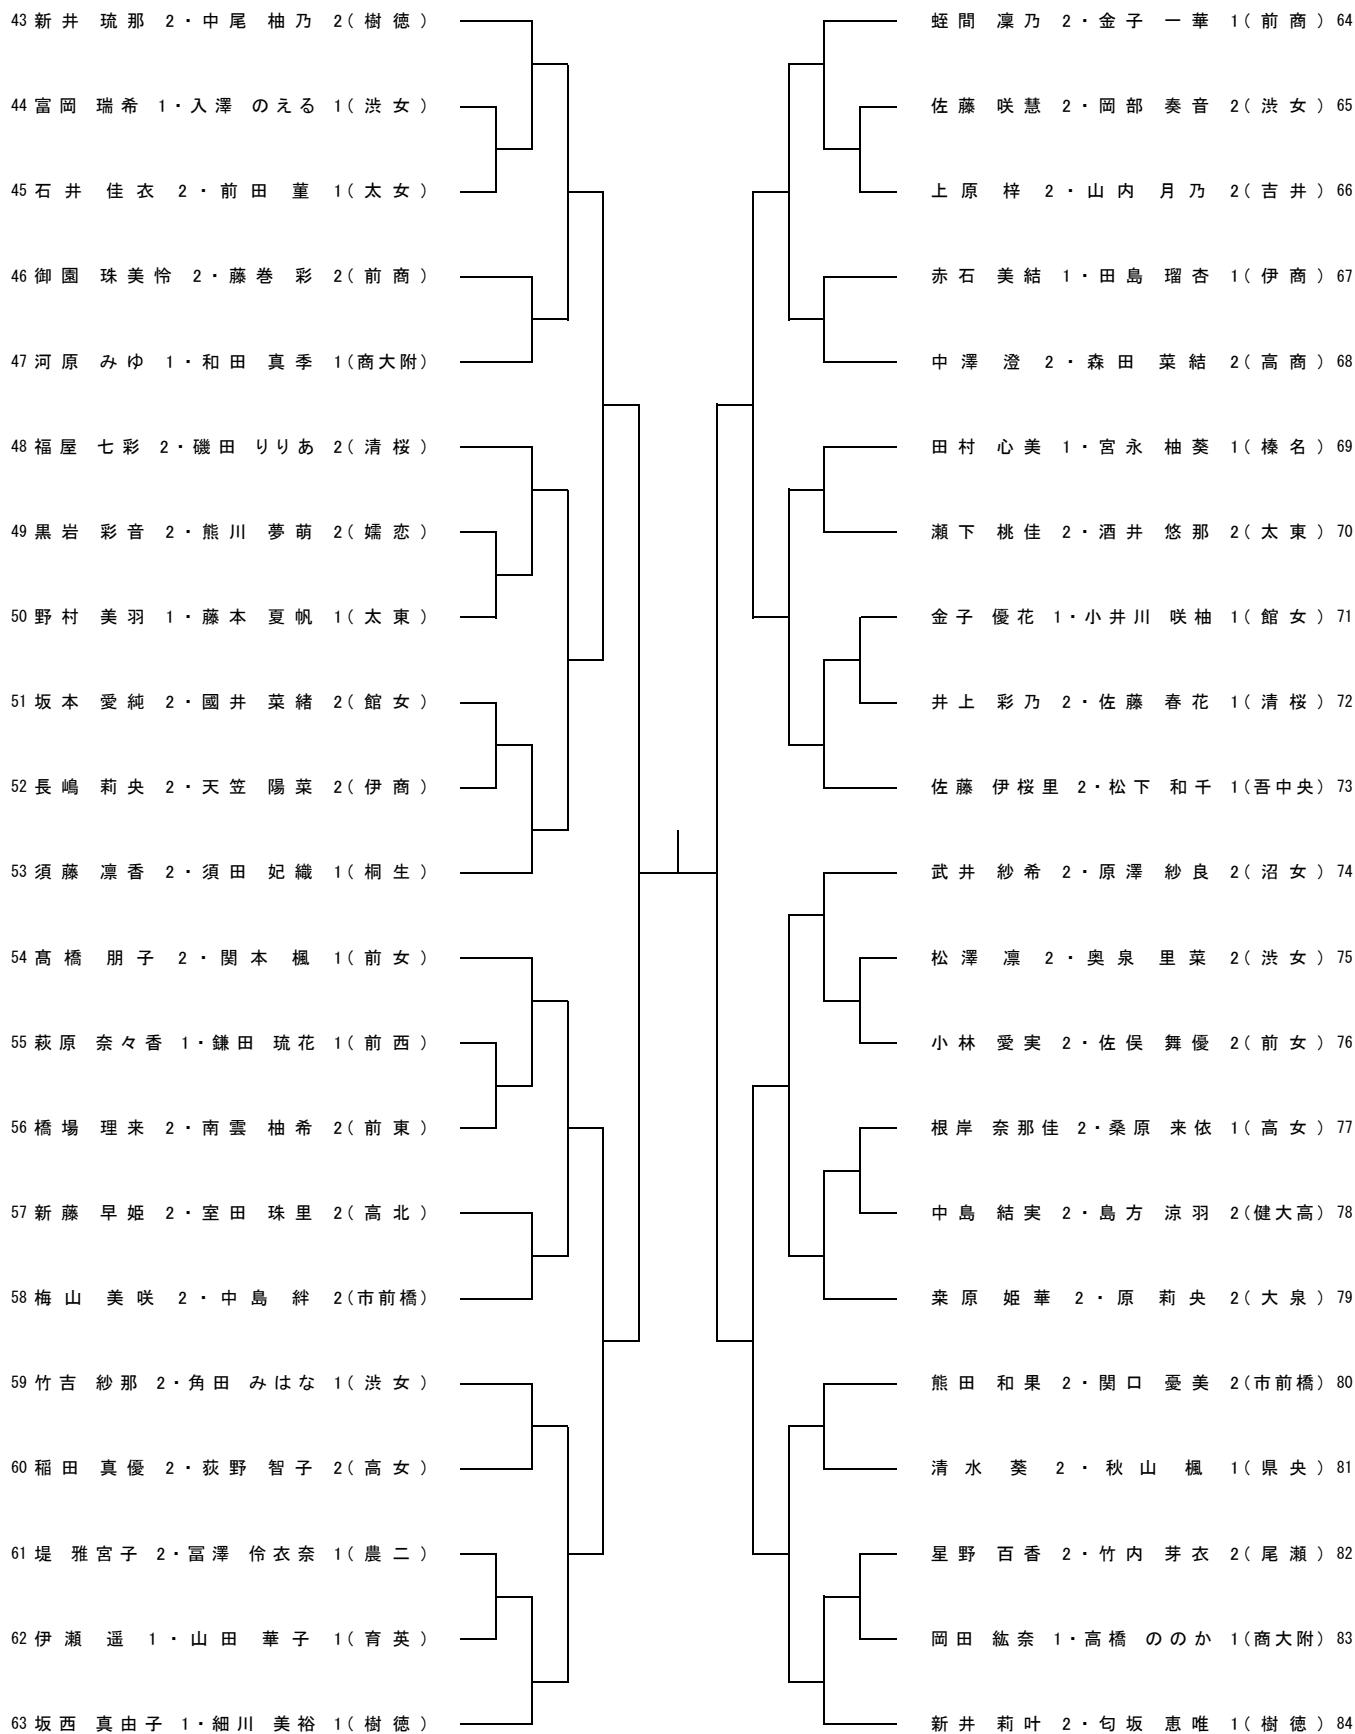 43 新井 琉那 2・中尾 柚乃 2(樹徳)
44 富岡 瑞希 1・入澤 のえる 1(渋女)
45 石井 佳衣 2・前田 菫 1(太女)
46 御園 珠美怜 2・藤巻 彩 2(前商)
47 河原 みゆ 1・和田 真季 1(商大附)
48 福屋 七彩 2・磯田 りりあ 2(清桜)
49 黒岩 彩音 2・熊川 夢萌 2(嬬恋)
50 野村 美羽 1・藤本 夏帆 1(太東)
51 坂本 愛純 2・國井 菜緒 2(館女)
52 長嶋 莉央 2・天笠 陽菜 2(伊商)
53 須藤 凛香 2・須田 妃織 1(桐生)
54 髙橋 朋子 2・関本 楓 1(前女)
55 萩原 奈々香 1・鎌田 琉花 1(前西)
56 橋場 理来 2・南雲 柚希 2(前東)
57 新藤 早姫 2・室田 珠里 2(高北)
58 梅山 美咲 2・中島 絆 2(市前橋)
59 竹吉 紗那 2・角田 みはな 1(渋女)
60 稲田 真優 2・荻野 智子 2(高女)
61 堤 雅宮子 2・冨澤 伶衣奈 1(農二)
62 伊瀬 遥 1・山田 華子 1(育英)
63 坂西 真由子 1・細川 美裕 1(樹徳)
蛭間 凜乃 2・金子 一華 1(前商) 64
佐藤 咲慧 2・岡部 奏音 2(渋女) 65
上原 梓 2・山内 月乃 2(吉井) 66
赤石 美結 1・田島 瑠杏 1(伊商) 67
中澤 澄 2・森田 菜結 2(高商) 68
田村 心美 1・宮永 柚葵 1(榛名) 69
瀬下 桃佳 2・酒井 悠那 2(太東) 70
金子 優花 1・小井川 咲柚 1(館女) 71
井上 彩乃 2・佐藤 春花 1(清桜) 72
佐藤 伊桜里 2・松下 和千 1(吾中央) 73
武井 紗希 2・原澤 紗良 2(沼女) 74
松澤 凛 2・奥泉 里菜 2(渋女) 75
小林 愛実 2・佐俣 舞優 2(前女) 76
根岸 奈那佳 2・桑原 来依 1(高女) 77
中島 結実 2・島方 涼羽 2(健大高) 78
桒原 姫華 2・原 莉央 2(大泉) 79
熊田 和果 2・関口 憂美 2(市前橋) 80
清水 葵 2・秋山 楓 1(県央) 81
星野 百香 2・竹内 芽衣 2(尾瀬) 82
岡田 紘奈 1・高橋 ののか 1(商大附) 83
新井 莉叶 2・匂坂 恵唯 1(樹徳) 84